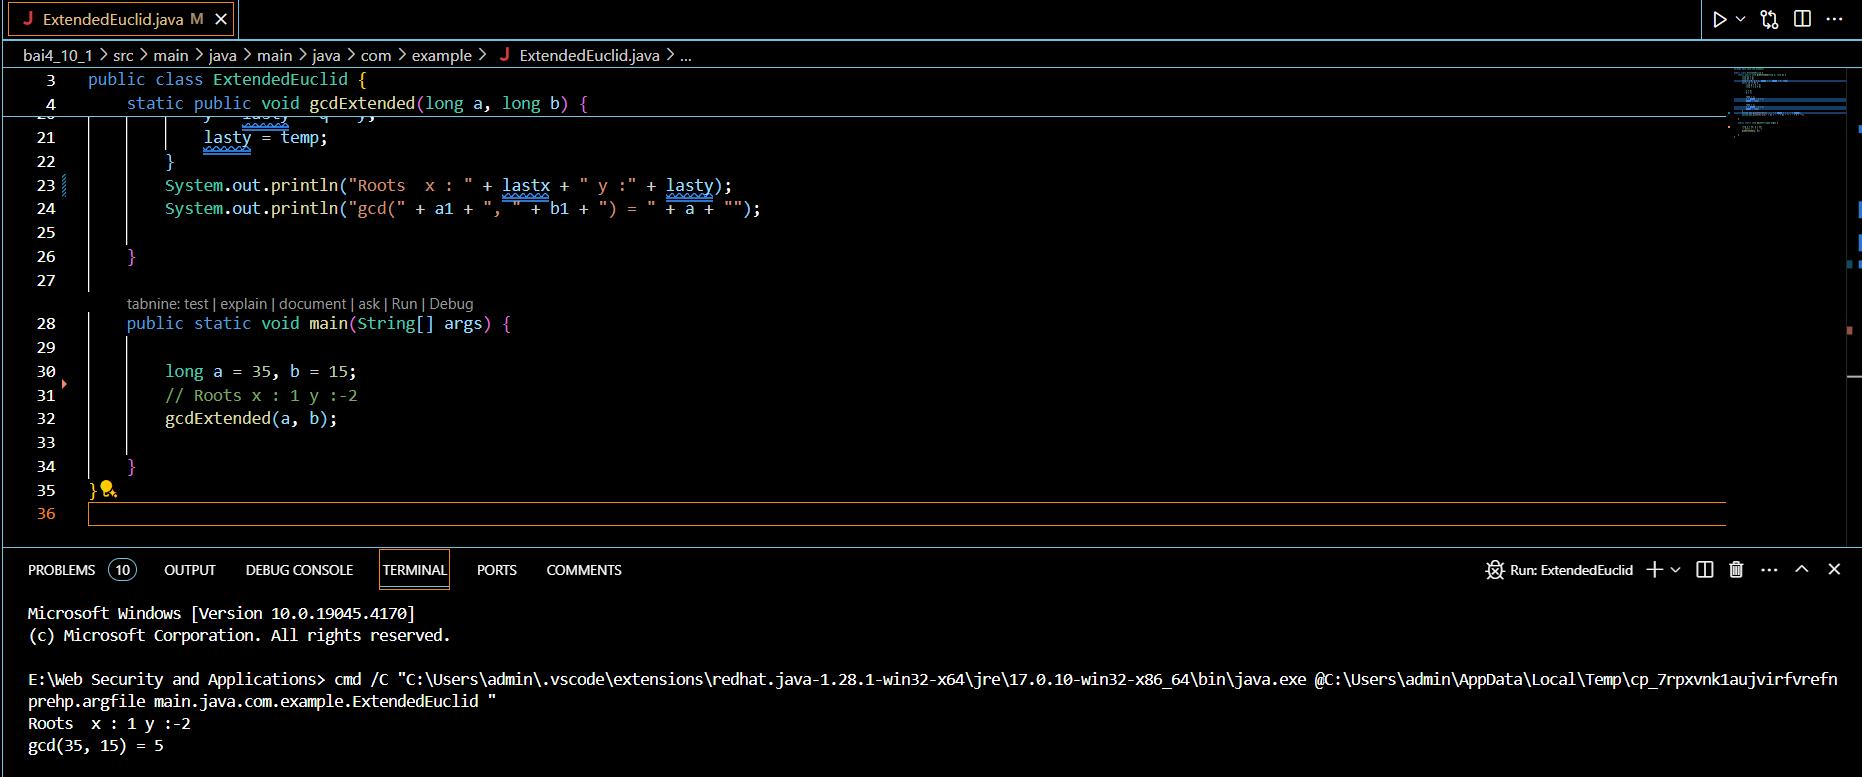 J ExtendedEuclid.java M ×
bai4_10_1 > src > main > java > main > java > com > example > J ExtendedEuclid.java > ...
3 public class ExtendedEuclid {
4 static public void gcdExtended(long a, long b) {
21 lasty = temp;
22 }
23 System.out.println("Roots  x : " + lastx + " y :" + lasty);
24 System.out.println("gcd(" + a1 + ", " + b1 + ") = " + a + "");
25
26 }
27
tabnine: test | explain | document | ask | Run | Debug
28 public static void main(String[] args) {
29
30 long a = 35, b = 15;
31 // Roots x : 1 y :-2
32 gcdExtended(a, b);
33
34 }
35 }
36
PROBLEMS 10 OUTPUT DEBUG CONSOLE TERMINAL PORTS COMMENTS Run: ExtendedEuclid
Microsoft Windows [Version 10.0.19045.4170]
(c) Microsoft Corporation. All rights reserved.
E:\Web Security and Applications> cmd /C "C:\Users\admin\.vscode\extensions\redhat.java-1.28.1-win32-x64\jre\17.0.10-win32-x86_64\bin\java.exe @C:\Users\admin\AppData\Local\Temp\cp_7rpxvnk1aujvirfvrefn
prehp.argfile main.java.com.example.ExtendedEuclid "
Roots  x : 1 y :-2
gcd(35, 15) = 5